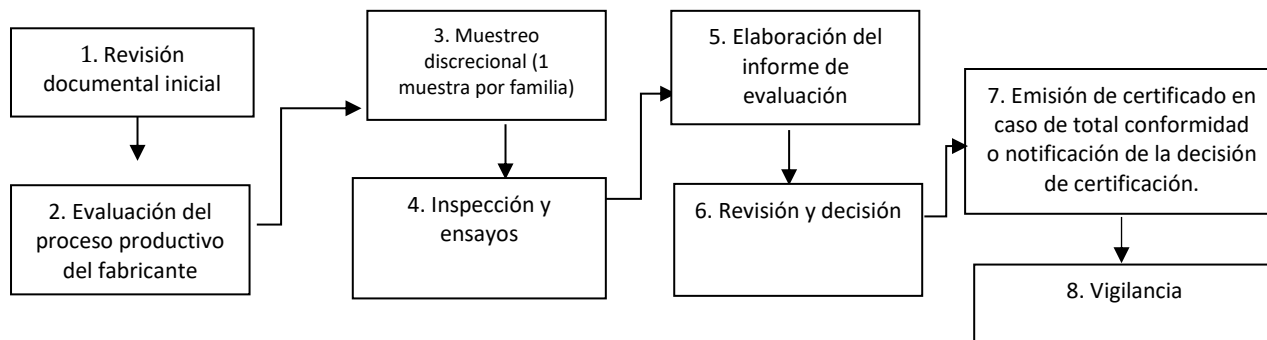 1. Revisión
documental inicial
2. Evaluación del
proceso productivo
del fabricante
3. Muestreo
discrecional (1
muestra por familia)
4. Inspección y
ensayos
5. Elaboración del
informe de
evaluación
6. Revisión y decisión
7. Emisión de certificado en
caso de total conformidad
o notificación de la decisión
de certificación.
8. Vigilancia